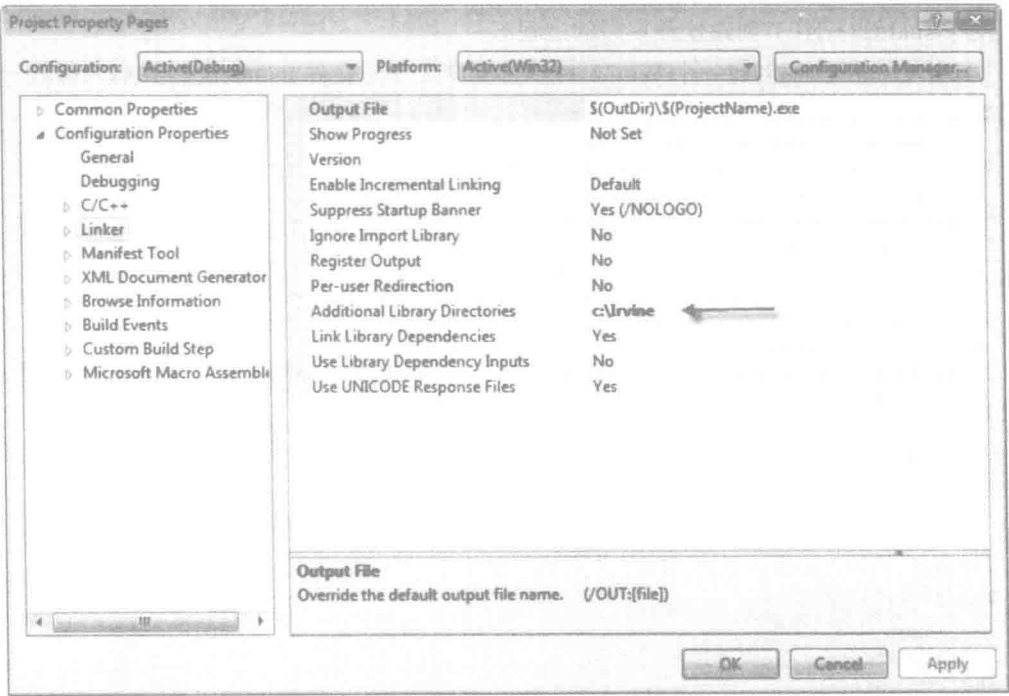 Project Property Pages
Configuration: Active(Debug) Platform: Active(Win32) Configuration Manager...
Common Properties
Configuration Properties
General
Debugging
C/C++
Linker
Manifest Tool
XML Document Generator
Browse Information
Build Events
Custom Build Step
Microsoft Macro Assemble
Output File $(OutDir)\$(ProjectName).exe
Show Progress Not Set
Version
Enable Incremental Linking Default
Suppress Startup Banner Yes (/NOLOGO)
Ignore Import Library No
Register Output No
Per-user Redirection No
Additional Library Directories c:\Irvine
Link Library Dependencies Yes
Use Library Dependency Inputs No
Use UNICODE Response Files Yes
Output File
Override the default output file name. (/OUT:[file])
OK Cancel Apply